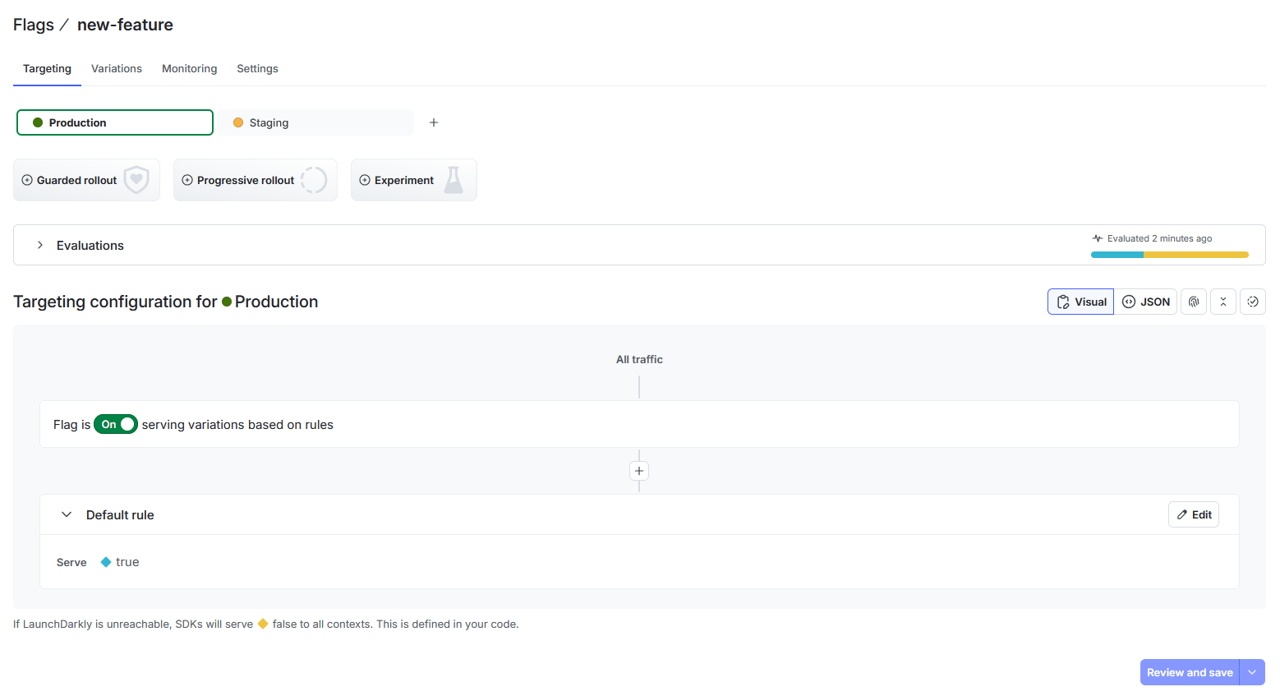 Flags / new-feature
Targeting Variations Monitoring Settings
Production Staging
Guarded rollout Progressive rollout Experiment
Evaluations Evaluated 2 minutes ago
Targeting configuration for Production Visual JSON
All traffic
Flag is On serving variations based on rules
Default rule Edit
Serve true
If LaunchDarkly is unreachable, SDKs will serve false to all contexts. This is defined in your code.
Review and save